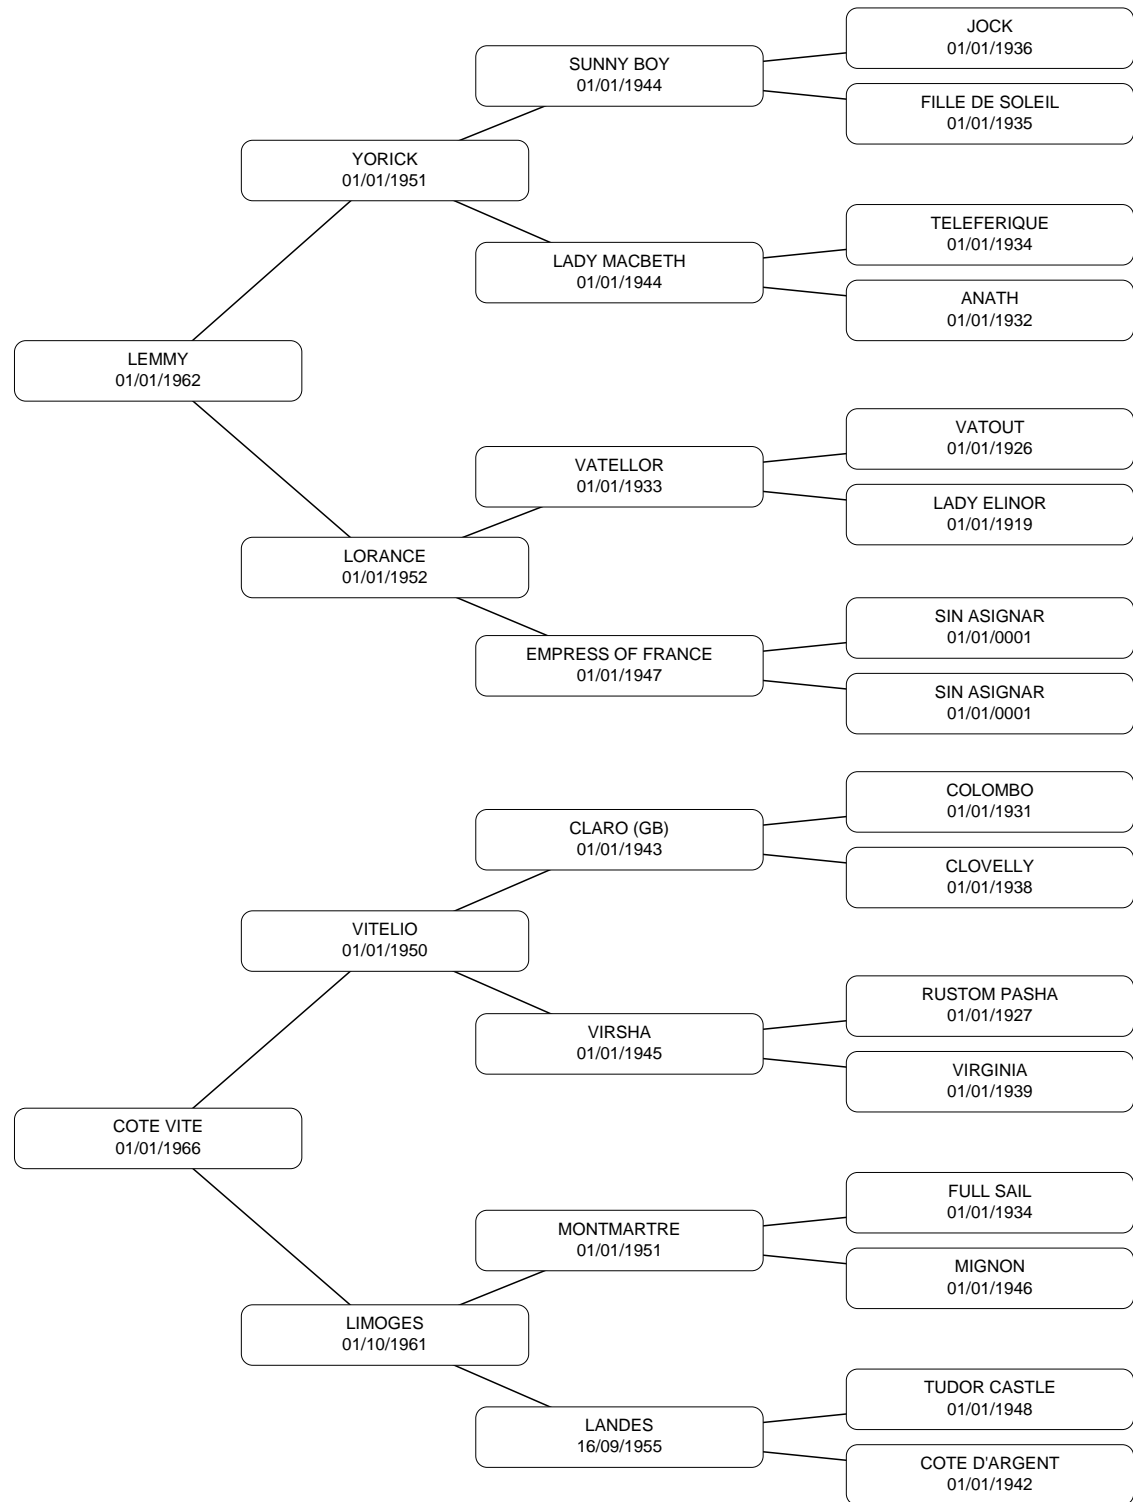 JOCK
01/01/1936
SUNNY BOY
01/01/1944
FILLE DE SOLEIL
01/01/1935
YORICK
01/01/1951
TELEFERIQUE
01/01/1934
LADY MACBETH
01/01/1944
ANATH
01/01/1932
LEMMY
01/01/1962
VATOUT
01/01/1926
VATELLOR
01/01/1933
LADY ELINOR
01/01/1919
LORANCE
01/01/1952
SIN ASIGNAR
01/01/0001
EMPRESS OF FRANCE
01/01/1947
SIN ASIGNAR
01/01/0001
COLOMBO
01/01/1931
CLARO (GB)
01/01/1943
CLOVELLY
01/01/1938
VITELIO
01/01/1950
RUSTOM PASHA
01/01/1927
VIRSHA
01/01/1945
VIRGINIA
01/01/1939
COTE VITE
01/01/1966
FULL SAIL
01/01/1934
MONTMARTRE
01/01/1951
MIGNON
01/01/1946
LIMOGES
01/10/1961
TUDOR CASTLE
01/01/1948
LANDES
16/09/1955
COTE D'ARGENT
01/01/1942